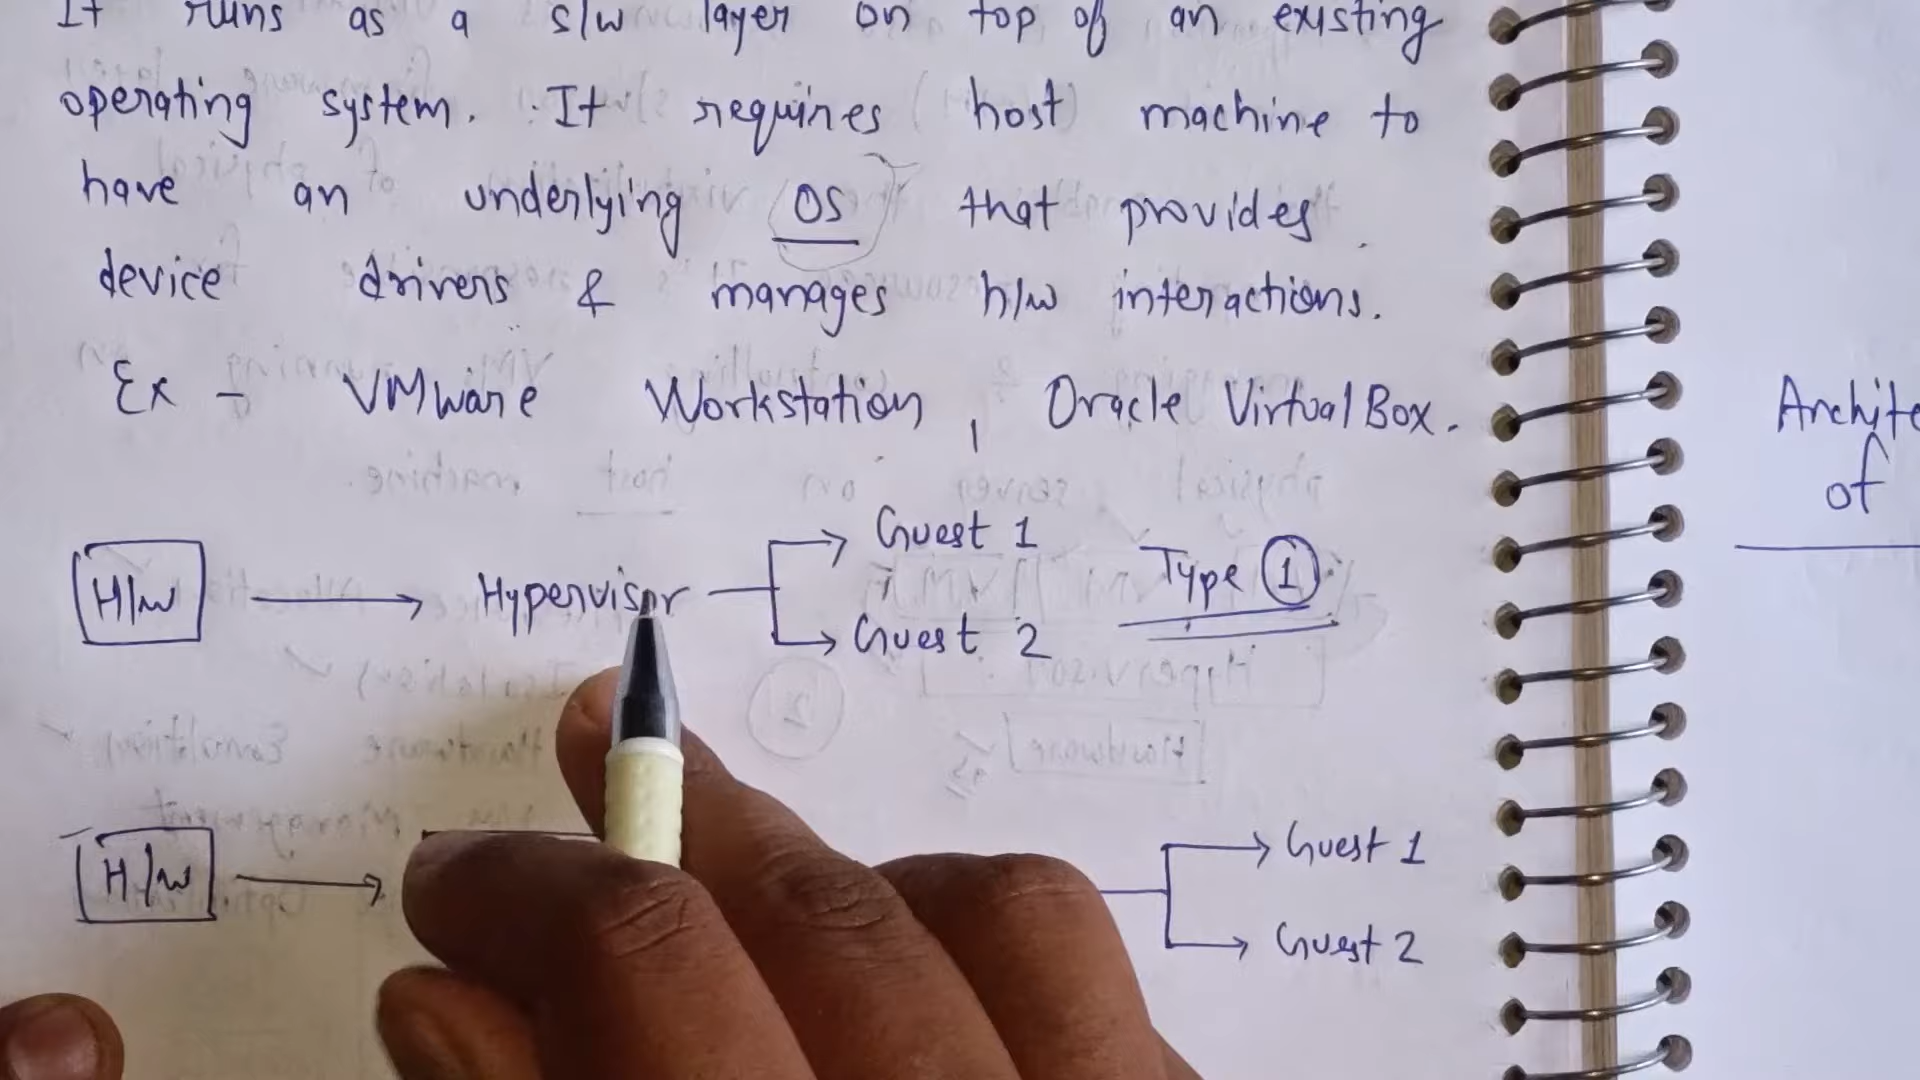 It runs as a s/w layer on top of an existing
operating system. It requires host machine to
have an underlying OS that provides
device drivers & manages h/w interactions.
Ex - VMware Workstation, Oracle VirtualBox.
H/w → Hypervisor → Guest 1
→ Guest 2
Type 1
H/w → → Guest 1
→ Guest 2
of